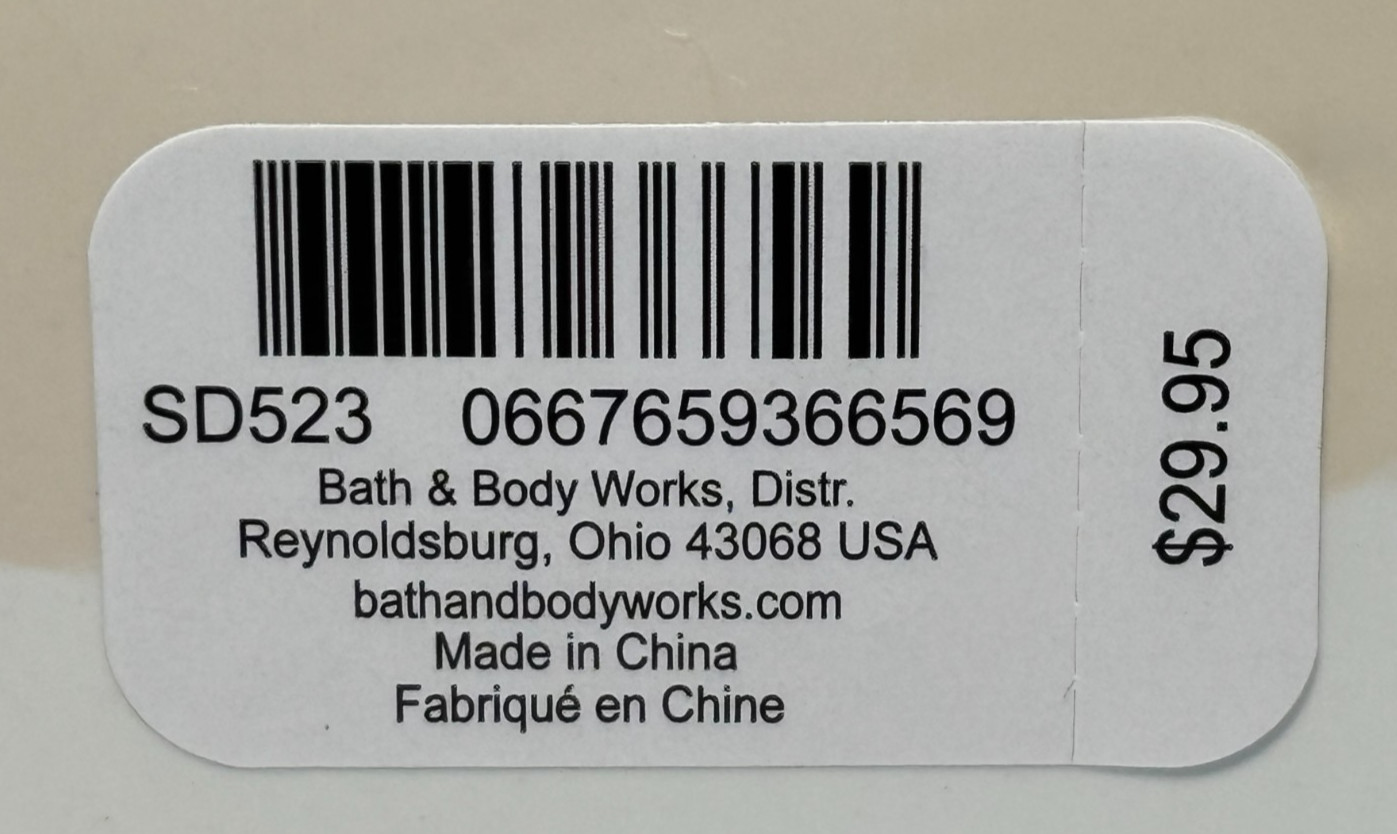 SD523 0667659366569
Bath & Body Works, Distr.
Reynoldsburg, Ohio 43068 USA
bathandbodyworks.com
Made in China
Fabriqué en Chine
$29.95